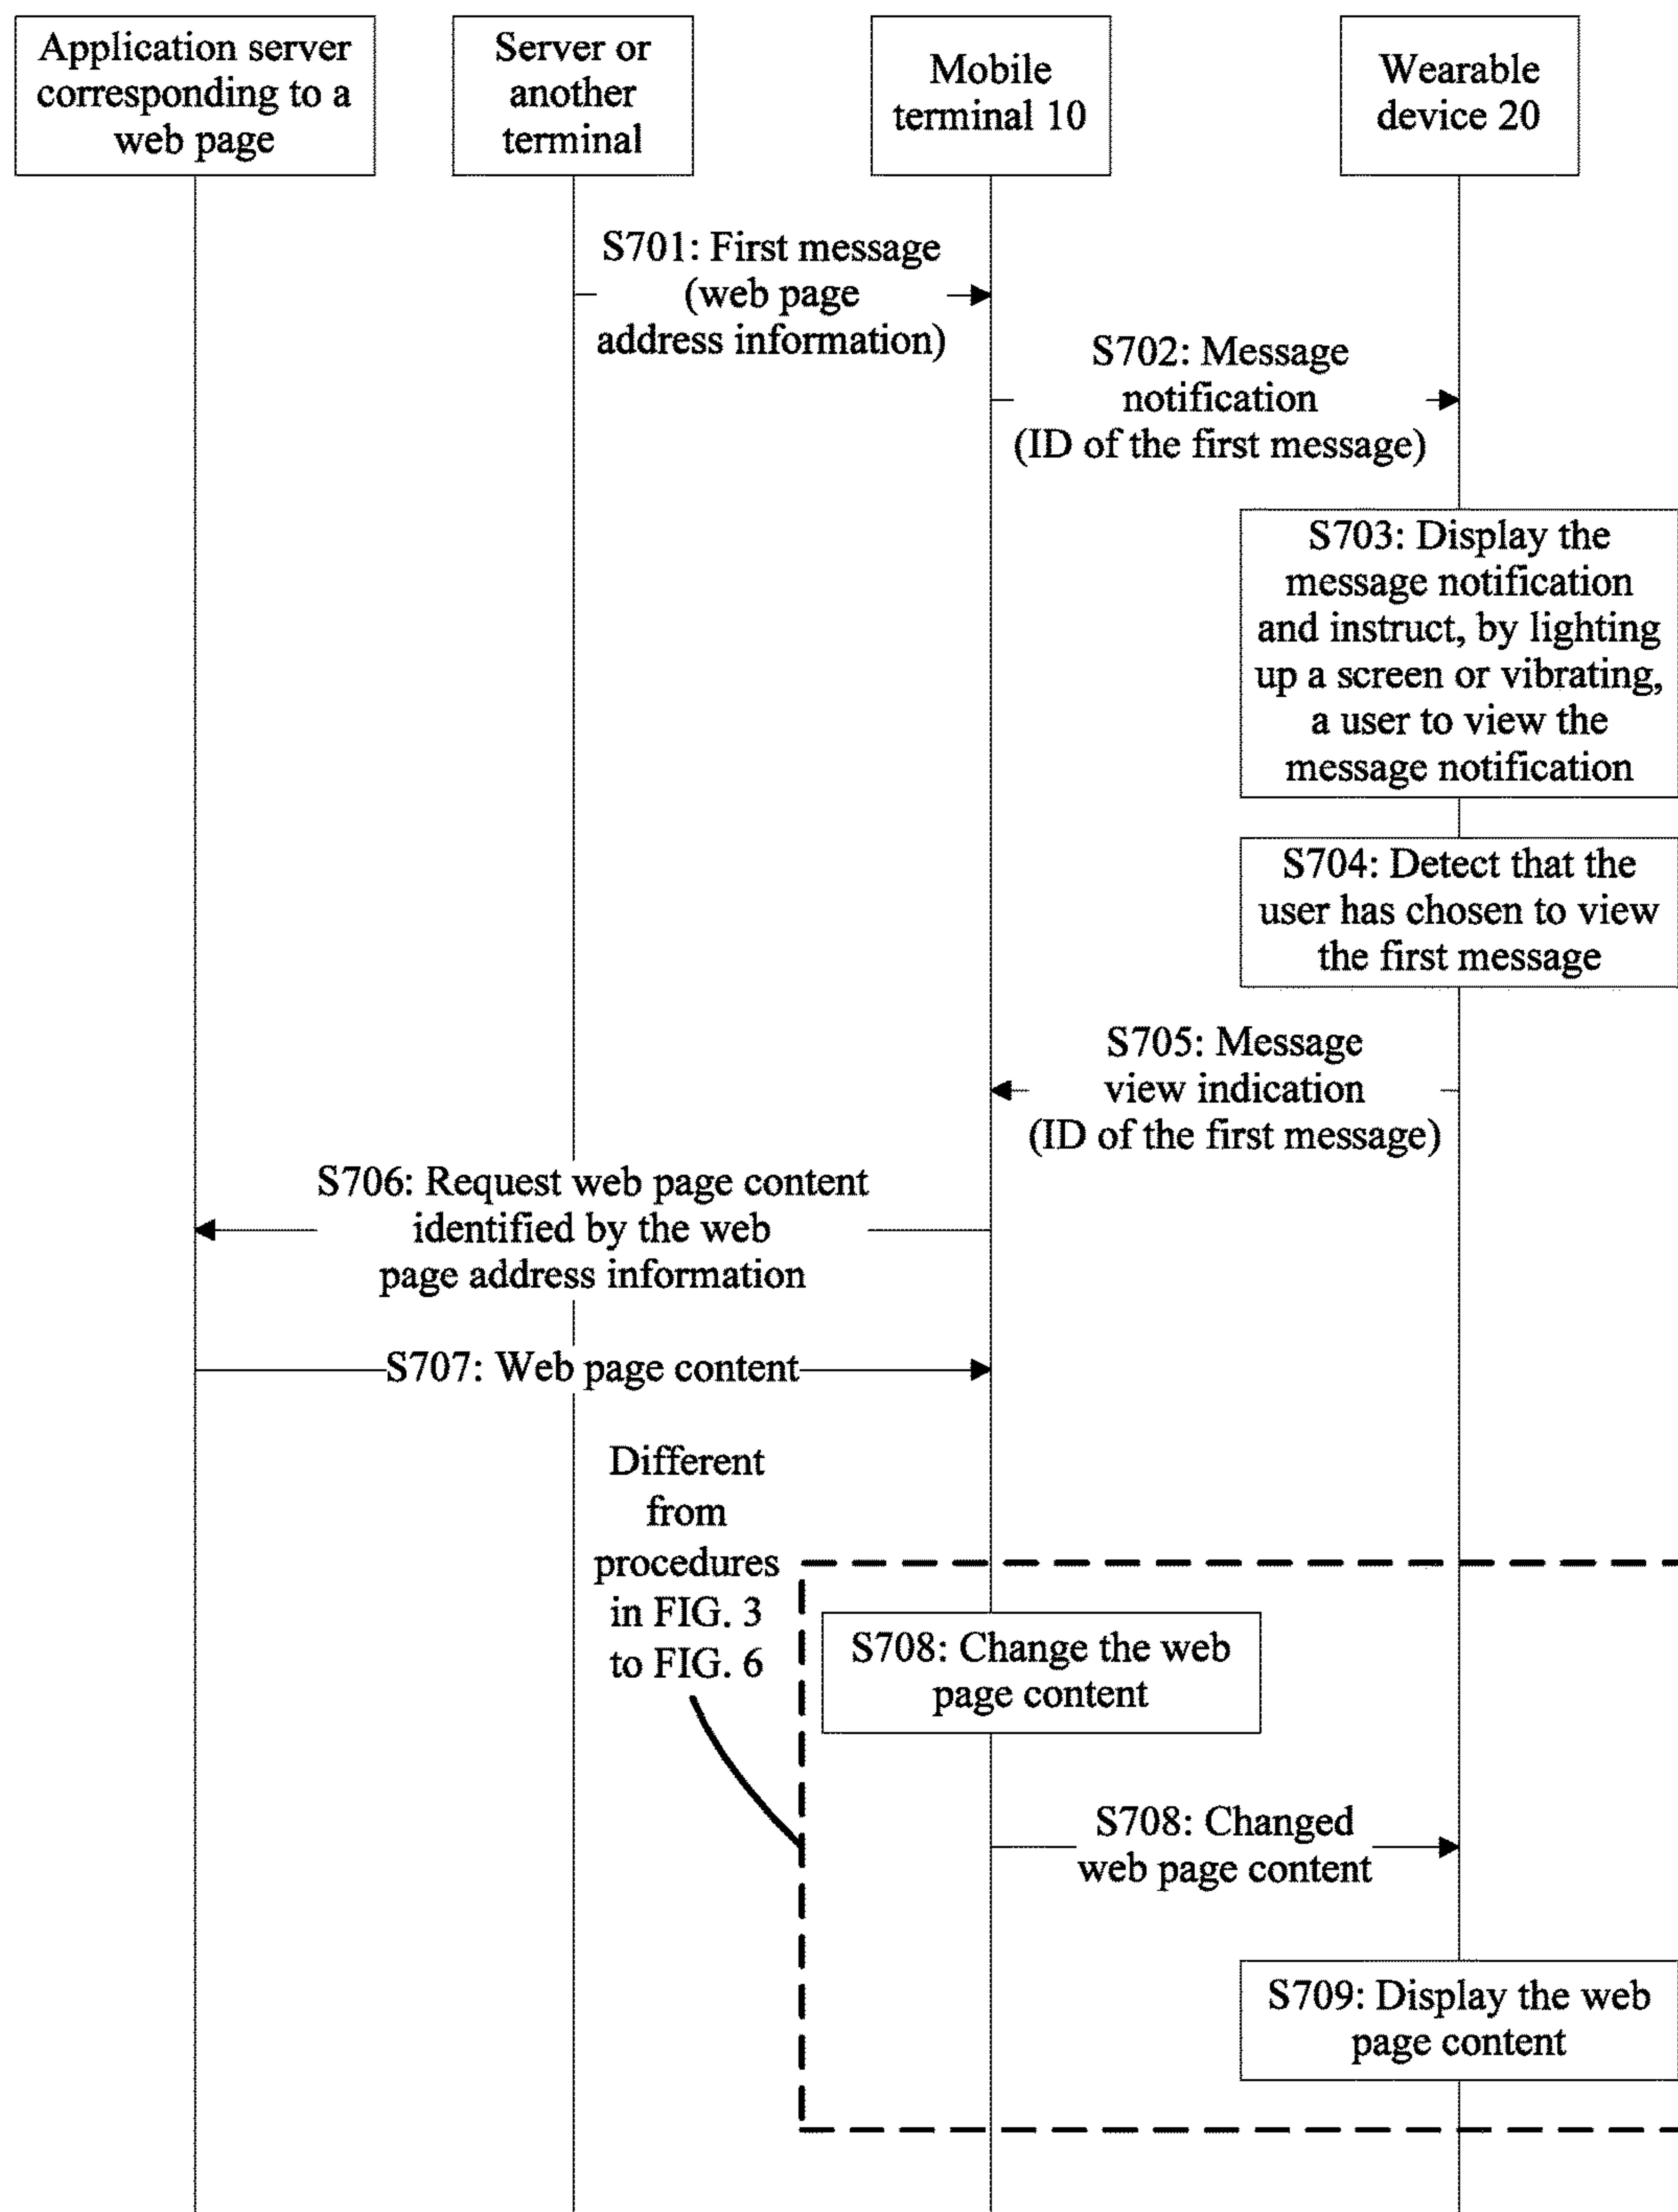 Application server
corresponding to a
web page
Server or
another
terminal
Mobile
terminal 10
Wearable
device 20
S701: First message
(web page
address information)
S702: Message
notification
(ID of the first message)
S703: Display the
message notification
and instruct, by lighting
up a screen or vibrating,
a user to view the
message notification
S704: Detect that the
user has chosen to view
the first message
S705: Message
view indication
(ID of the first message)
S706: Request web page content
identified by the web
page address information
S707: Web page content
Different
from
procedures
in FIG. 3
to FIG. 6
S708: Change the web
page content
S708: Changed
web page content
S709: Display the web
page content